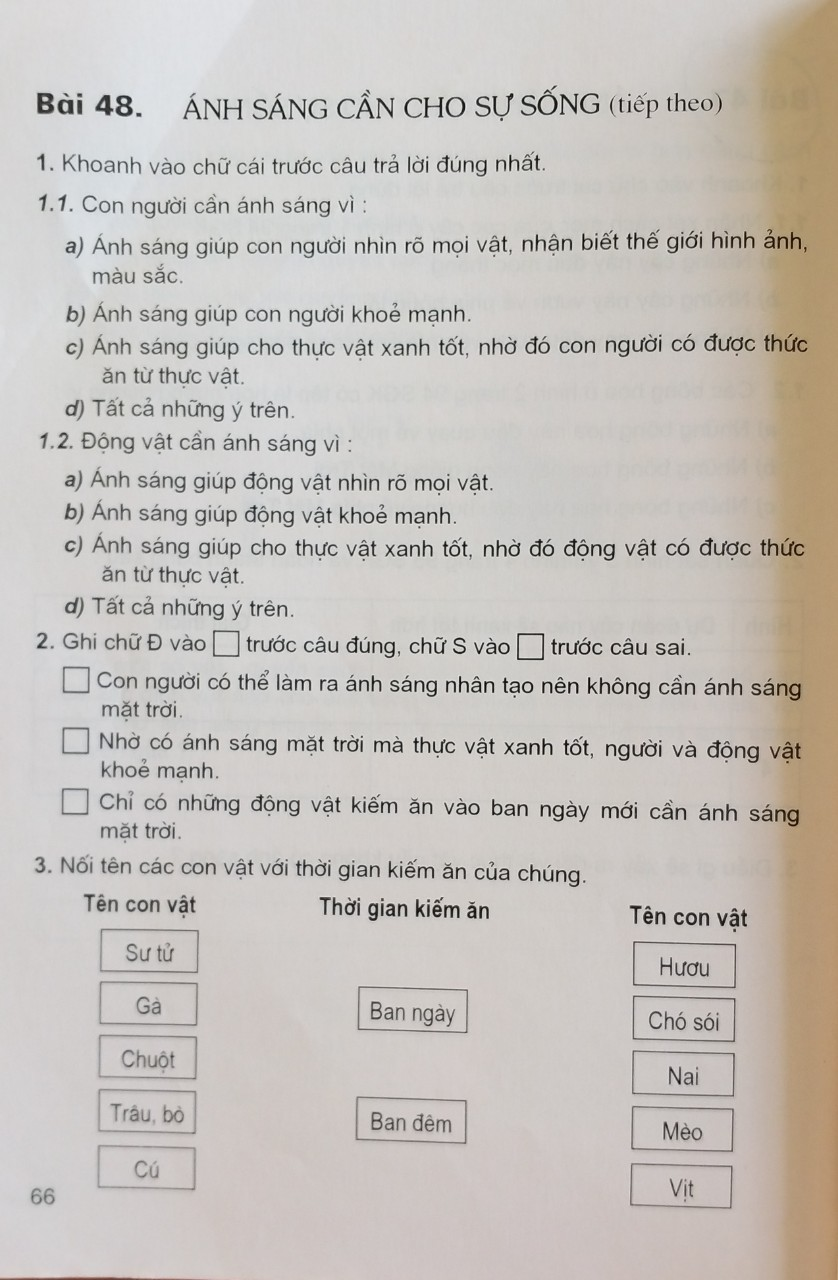 Bài 48. ÁNH SÁNG CẦN CHO SỰ SỐNG (tiếp theo)
1. Khoanh vào chữ cái trước câu trả lời đúng nhất.
1.1. Con người cần ánh sáng vì :
a) Ánh sáng giúp con người nhìn rõ mọi vật, nhận biết thế giới hình ảnh,
màu sắc.
b) Ánh sáng giúp con người khoẻ mạnh.
c) Ánh sáng giúp cho thực vật xanh tốt, nhờ đó con người có được thức
ăn từ thực vật.
d) Tất cả những ý trên.
1.2. Động vật cần ánh sáng vì :
a) Ánh sáng giúp động vật nhìn rõ mọi vật.
b) Ánh sáng giúp động vật khoẻ mạnh.
c) Ánh sáng giúp cho thực vật xanh tốt, nhờ đó động vật có được thức
ăn từ thực vật.
d) Tất cả những ý trên.
2. Ghi chữ Đ vào □ trước câu đúng, chữ S vào □ trước câu sai.
□ Con người có thể làm ra ánh sáng nhân tạo nên không cần ánh sáng
mặt trời.
□ Nhờ có ánh sáng mặt trời mà thực vật xanh tốt, người và động vật
khoẻ mạnh.
□ Chỉ có những động vật kiếm ăn vào ban ngày mới cần ánh sáng
mặt trời.
3. Nối tên các con vật với thời gian kiếm ăn của chúng.
Tên con vật
Sư tử
Gà
Chuột
Trâu, bò
Cú
Thời gian kiếm ăn
Ban ngày
Ban đêm
Tên con vật
Hươu
Chó sói
Nai
Mèo
Vịt
66